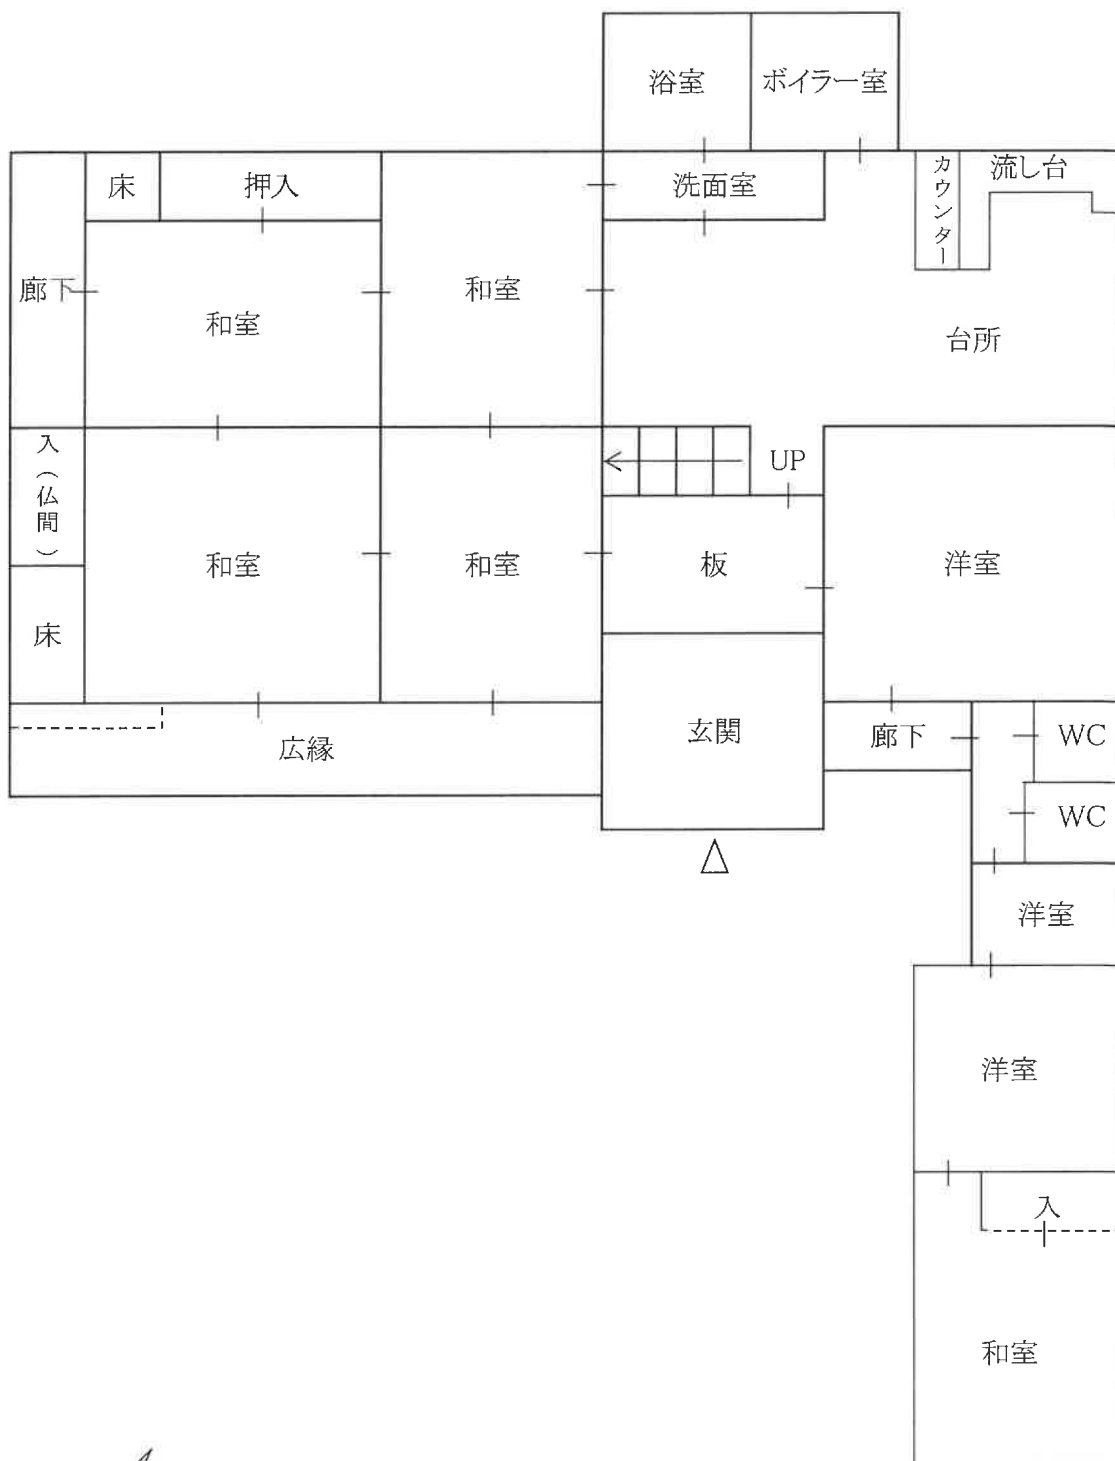 浴室
ボイラー室
床
押入
洗面室
カウンター
流し台
廊下
和室
和室
台所
入(仏間)
UP
和室
和室
板
洋室
床
広縁
玄関
廊下
WC
WC
洋室
洋室
入
和室